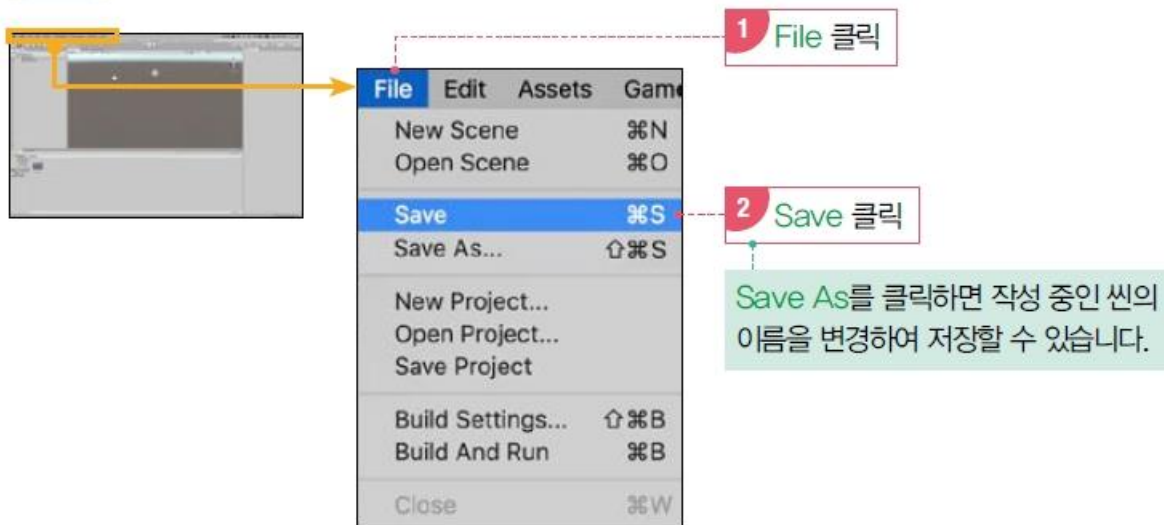 1 File 클릭
File Edit Assets Gam
New Scene ⌘N
Open Scene ⌘O
Save ⌘S
2 Save 클릭
Save As... ⇧⌘S
Save As를 클릭하면 작성 중인 씬의
이름을 변경하여 저장할 수 있습니다.
New Project...
Open Project...
Save Project
Build Settings... ⇧⌘B
Build And Run ⌘B
Close ⌘W